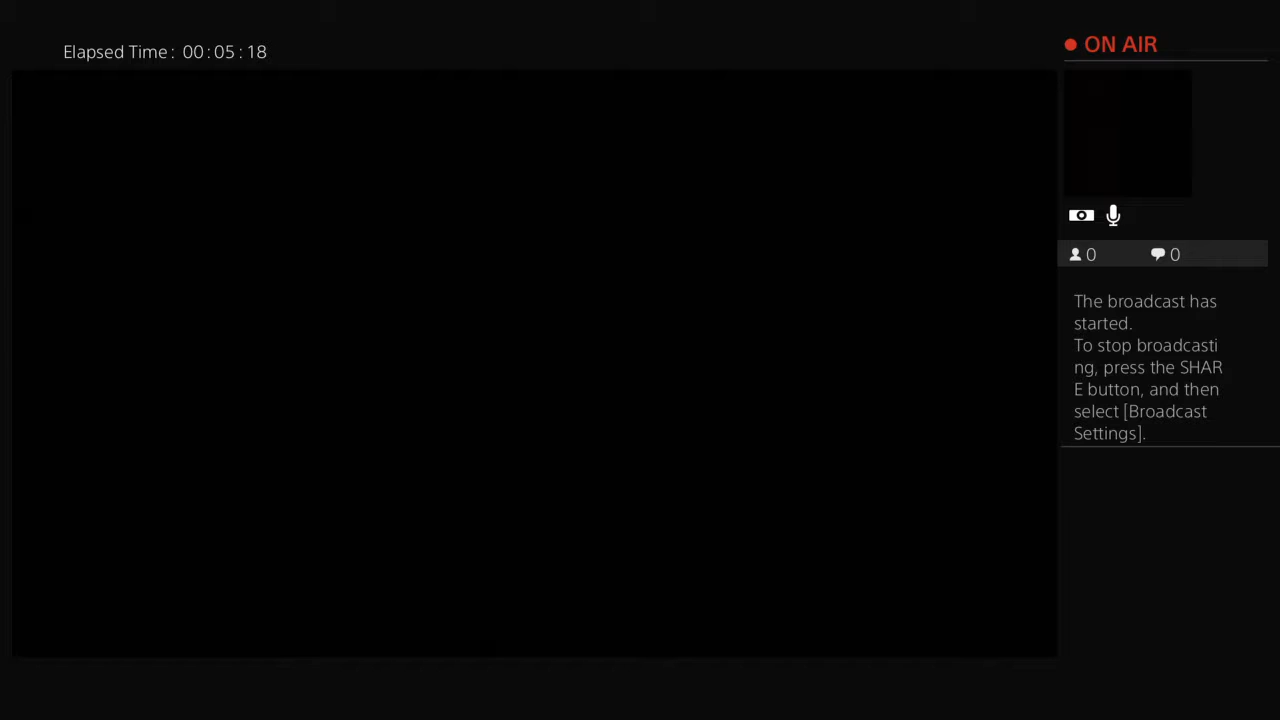 Elapsed Time: 00:05:18
ON AIR
0 0
The broadcast has
started.
To stop broadcasti
ng, press the SHAR
E button, and then
select [Broadcast
Settings].